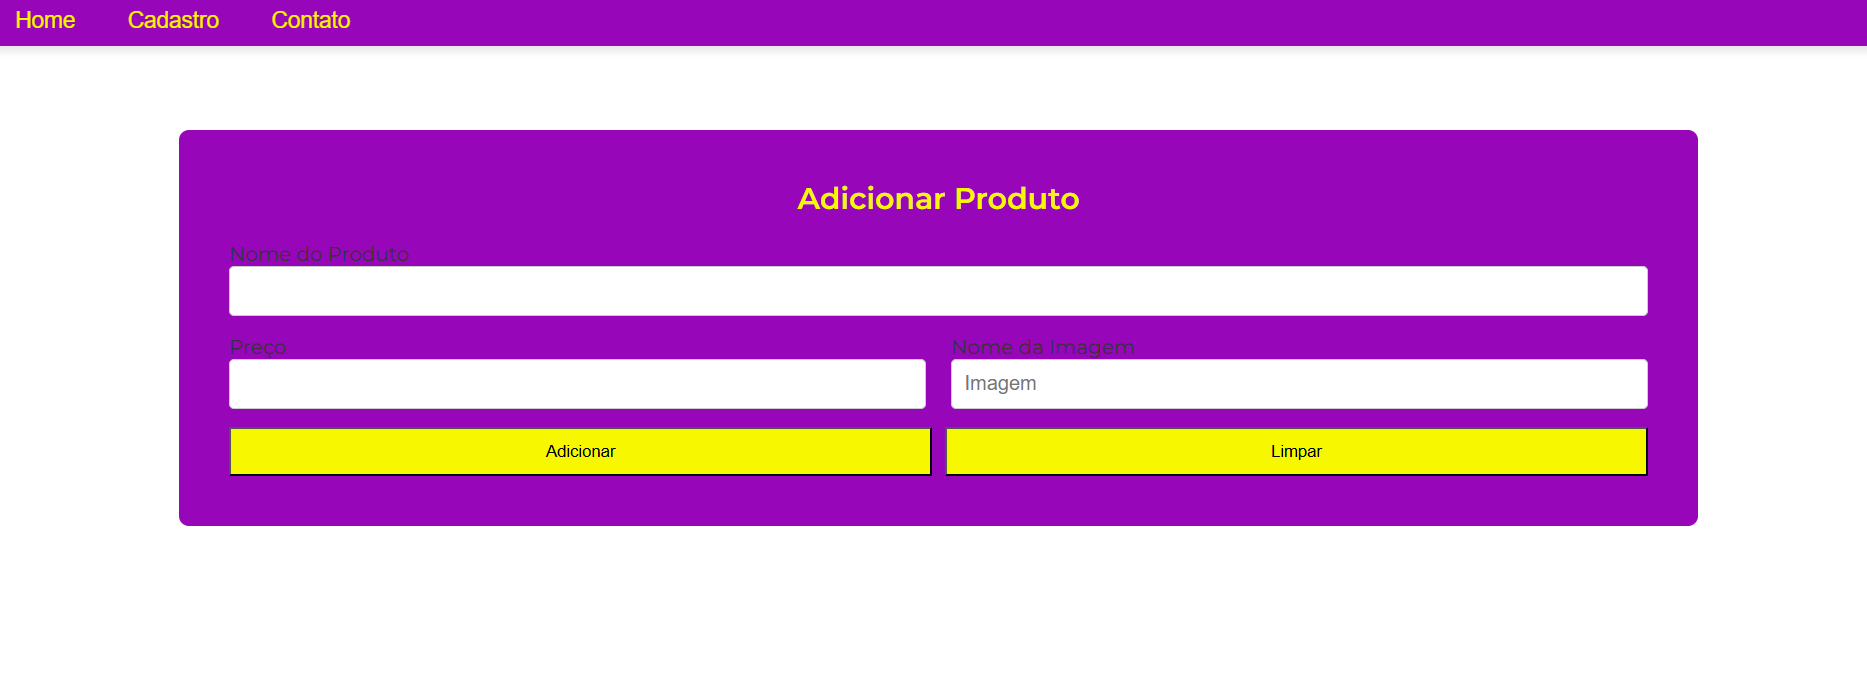 Home Cadastro Contato
Adicionar Produto
Nome do Produto
Preço Nome da Imagem
Imagem
Adicionar Limpar